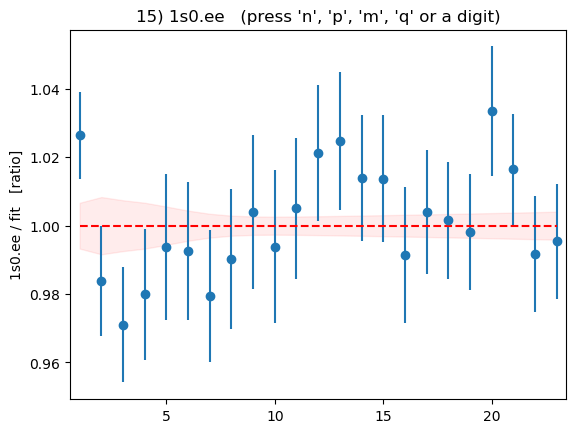 15) 1s0.ee   (press 'n', 'p', 'm', 'q' or a digit)
1s0.ee / fit   [ratio]
1.04
1.02
1.00
0.98
0.96
5 10 15 20